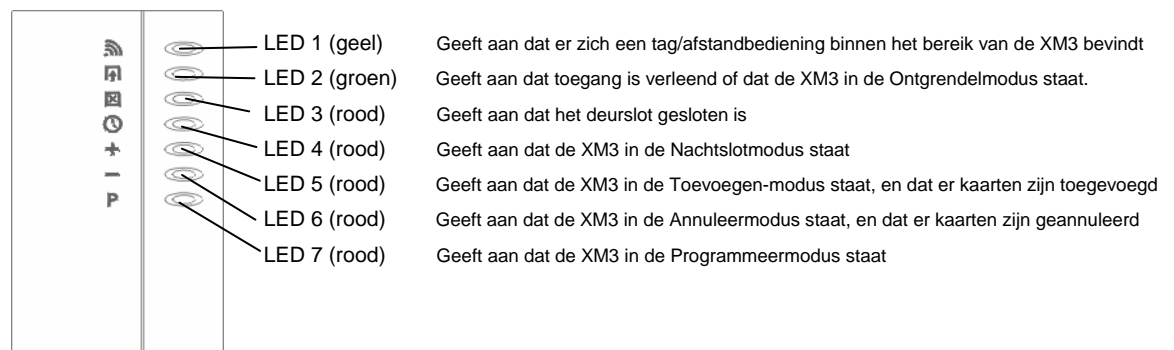 LED 1 (geel) Geeft aan dat er zich een tag/afstandbediening binnen het bereik van de XM3 bevindt
LED 2 (groen) Geeft aan dat toegang is verleend of dat de XM3 in de Ontgrendelmodus staat.
LED 3 (rood) Geeft aan dat het deurslot gesloten is
LED 4 (rood) Geeft aan dat de XM3 in de Nachtslotmodus staat
LED 5 (rood) Geeft aan dat de XM3 in de Toevoegen-modus staat, en dat er kaarten zijn toegevoegd
LED 6 (rood) Geeft aan dat de XM3 in de Annuleermodus staat, en dat er kaarten zijn geannuleerd
P
LED 7 (rood) Geeft aan dat de XM3 in de Programmeermodus staat